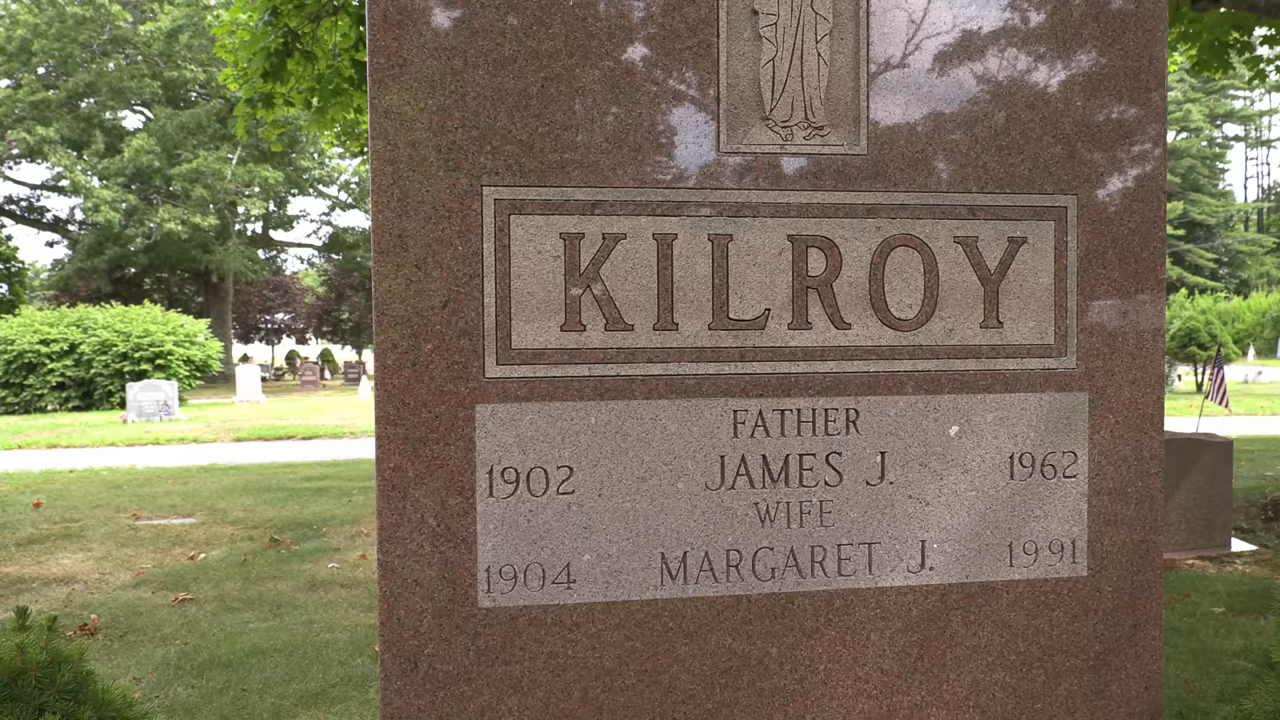 KILROY
FATHER
1902 JAMES J. 1962
WIFE
1904 MARGARET J. 1991